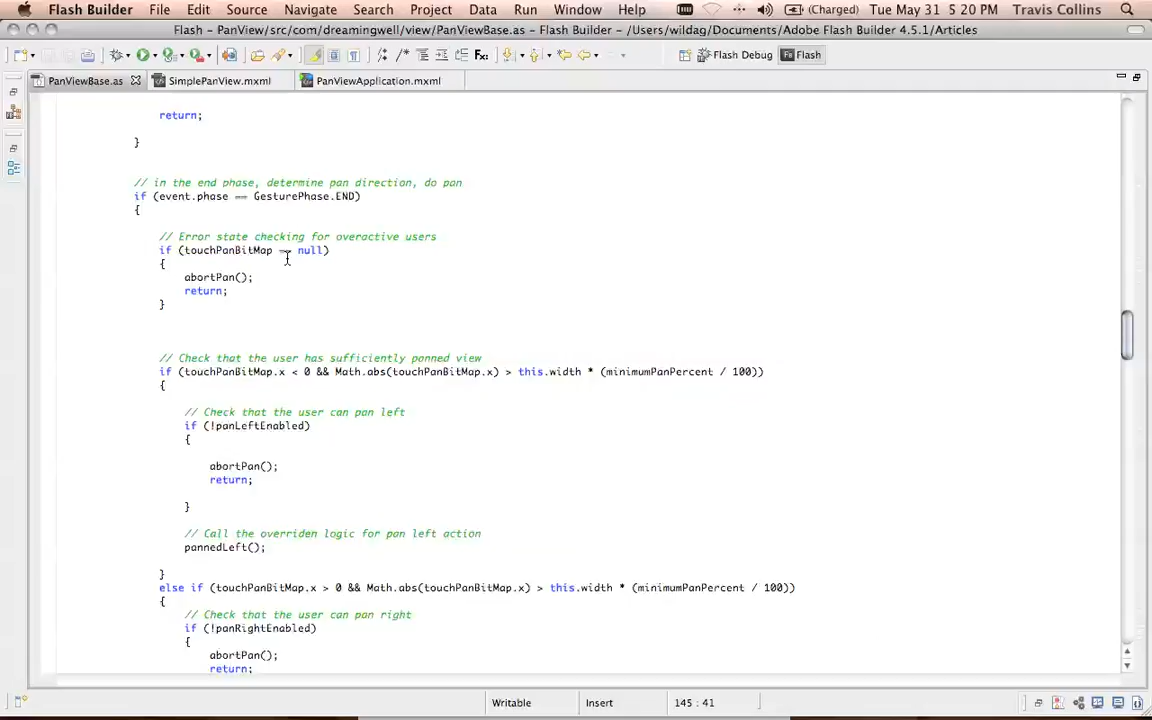 Flash Builder File Edit Source Navigate Search Project Data Run Window Help (Charged) Tue May 31 5:20 PM Travis Collins
Flash - PanView/src/com/dreamingwell/view/PanViewBase.as - Flash Builder - /Users/wildag/Documents/Adobe Flash Builder 4.5.1/Articles
Fx: Flash Debug Flash
PanViewBase.as SimplePanView.mxml PanViewApplication.mxml
return;
}
// in the end phase, determine pan direction, do pan
if (event.phase == GesturePhase.END)
{
// Error state checking for overactive users
if (touchPanBitMap == null)
{
abortPan();
return;
}
// Check that the user has sufficiently panned view
if (touchPanBitMap.x < 0 && Math.abs(touchPanBitMap.x) > this.width * (minimumPanPercent / 100))
{
// Check that the user can pan left
if (!panLeftEnabled)
{
abortPan();
return;
}
// Call the overriden logic for pan left action
pannedLeft();
}
else if (touchPanBitMap.x > 0 && Math.abs(touchPanBitMap.x) > this.width * (minimumPanPercent / 100))
{
// Check that the user can pan right
if (!panRightEnabled)
{
abortPan();
return;
Writable Insert 145 : 41